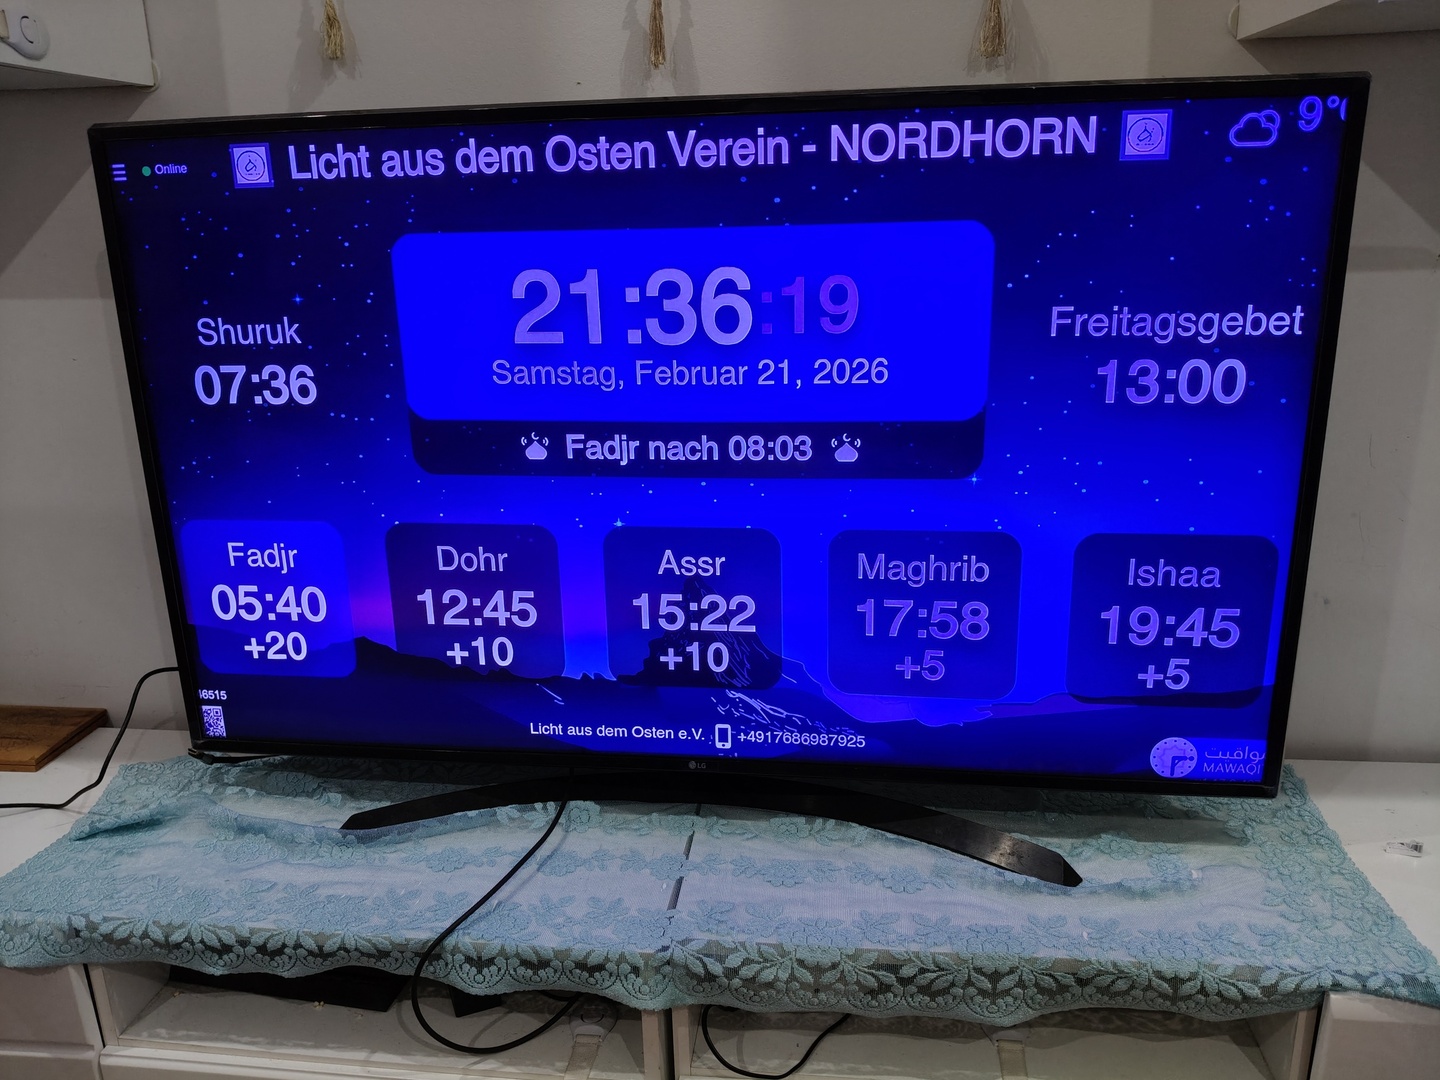 Online
Licht aus dem Osten Verein - NORDHORN
9°
Shuruk
07:36
21:36:19
Samstag, Februar 21, 2026
Fadjr nach 08:03
Freitagsgebet
13:00
Fadjr
05:40
+20
Dohr
12:45
+10
Assr
15:22
+10
Maghrib
17:58
+5
Ishaa
19:45
+5
Licht aus dem Osten e.V. +4917686987925
LG